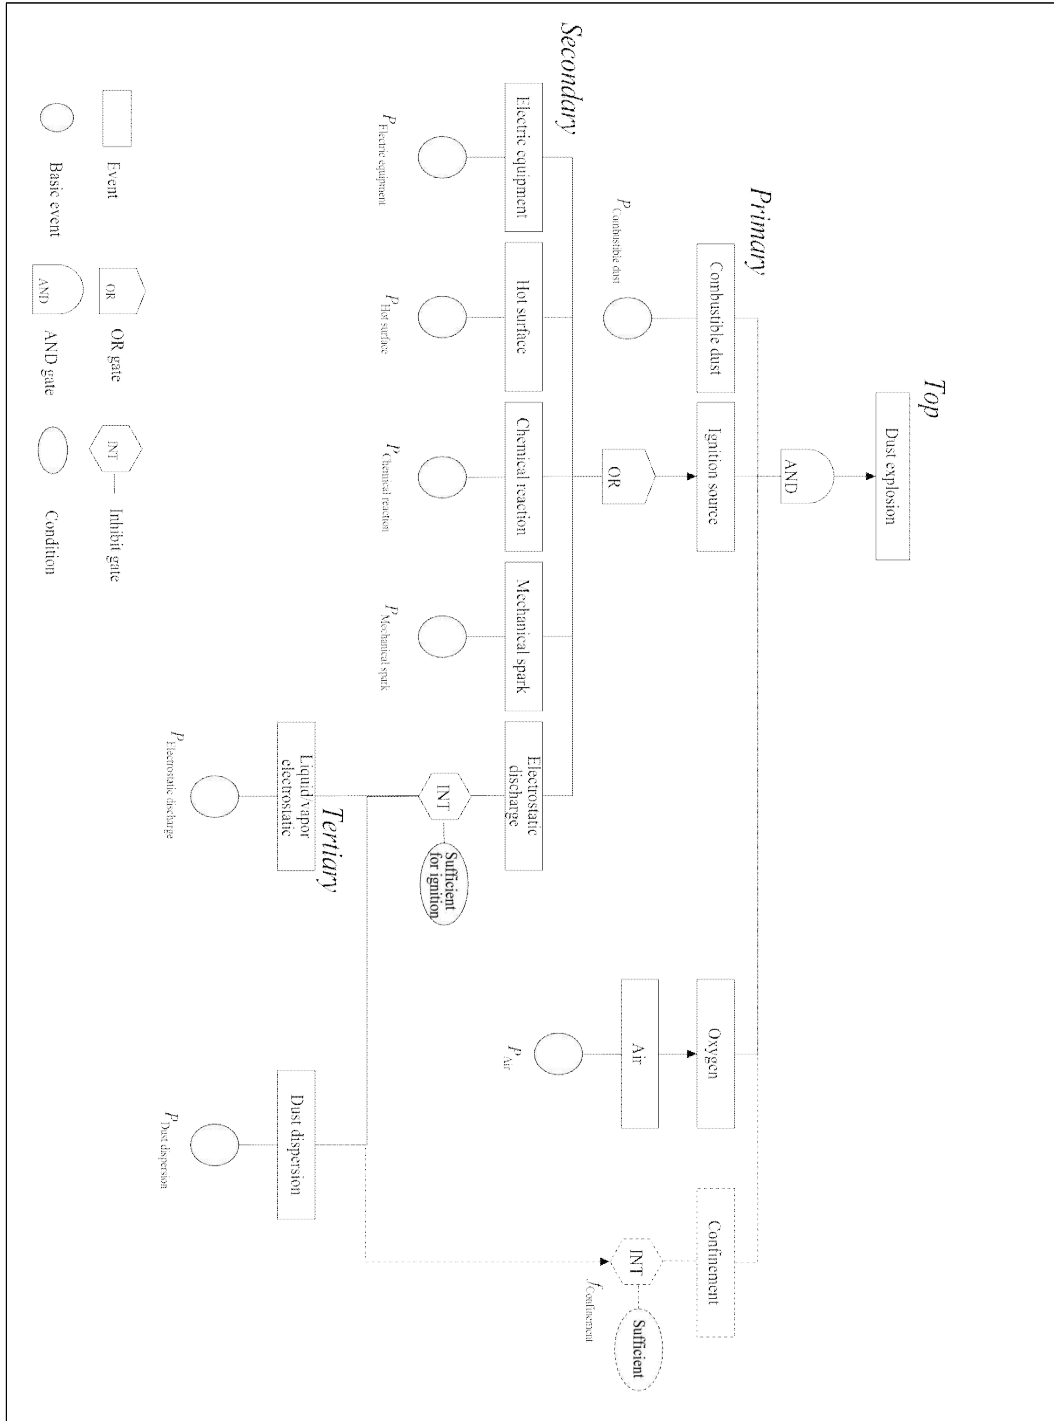 Top
Dust explosion
AND
Primary
Combustible dust
Ignition source
Oxygen
Confinement
P Combustible dust
OR
Air
INT
Sufficient
f Confinement
P Air
Secondary
Electric equipment
Hot surface
Chemical reaction
Mechanical spark
Electrostatic
discharge
P Electric equipment
P Hot surface
P Chemical reaction
P Mechanical spark
INT
Sufficient
for ignition
Tertiary
Liquid/vapor
electrostatic
Dust dispersion
P Electrostatic discharge
P Dust dispersion
Event
OR
OR gate
INT
Inhibit gate
Basic event
AND
AND gate
Condition